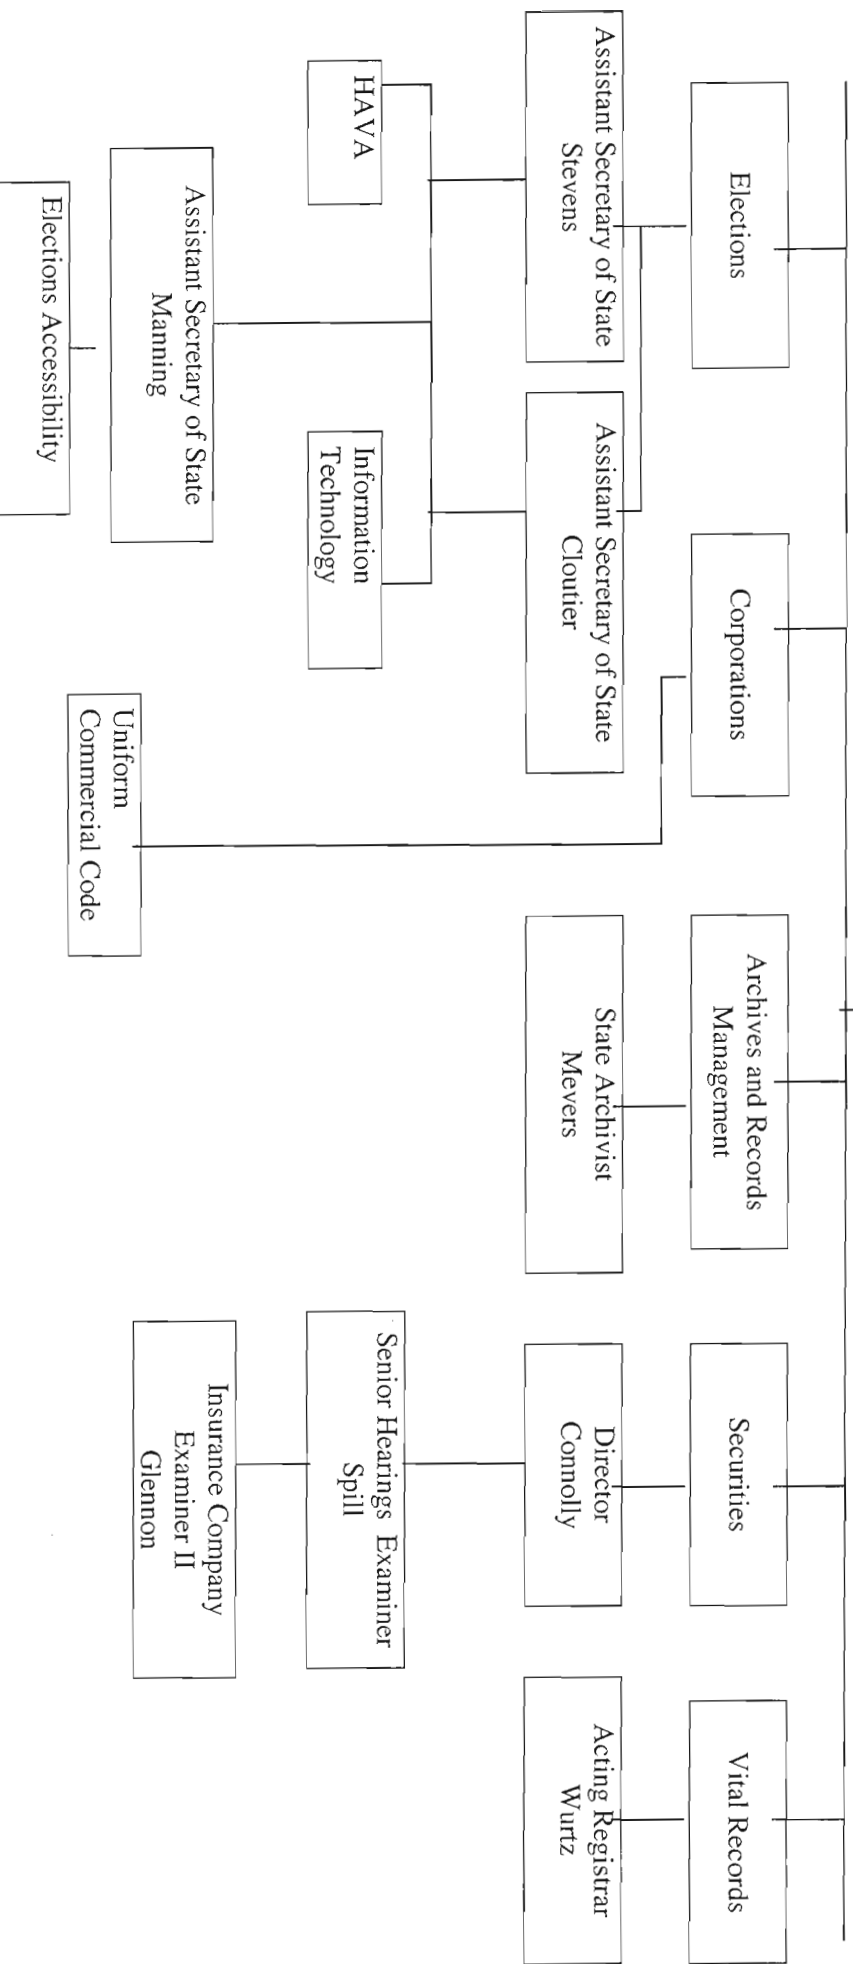 Elections
Corporations
Archives and Records
Management
Securities
Vital Records
Assistant Secretary of State
Stevens
Assistant Secretary of State
Cloutier
State Archivist
Mevers
Director
Connolly
Acting Registrar
Wurtz
HAVA
Information
Technology
Senior Hearings Examiner
Spill
Assistant Secretary of State
Manning
Insurance Company
Examiner II
Glennon
Uniform
Commercial Code
Elections Accessibility